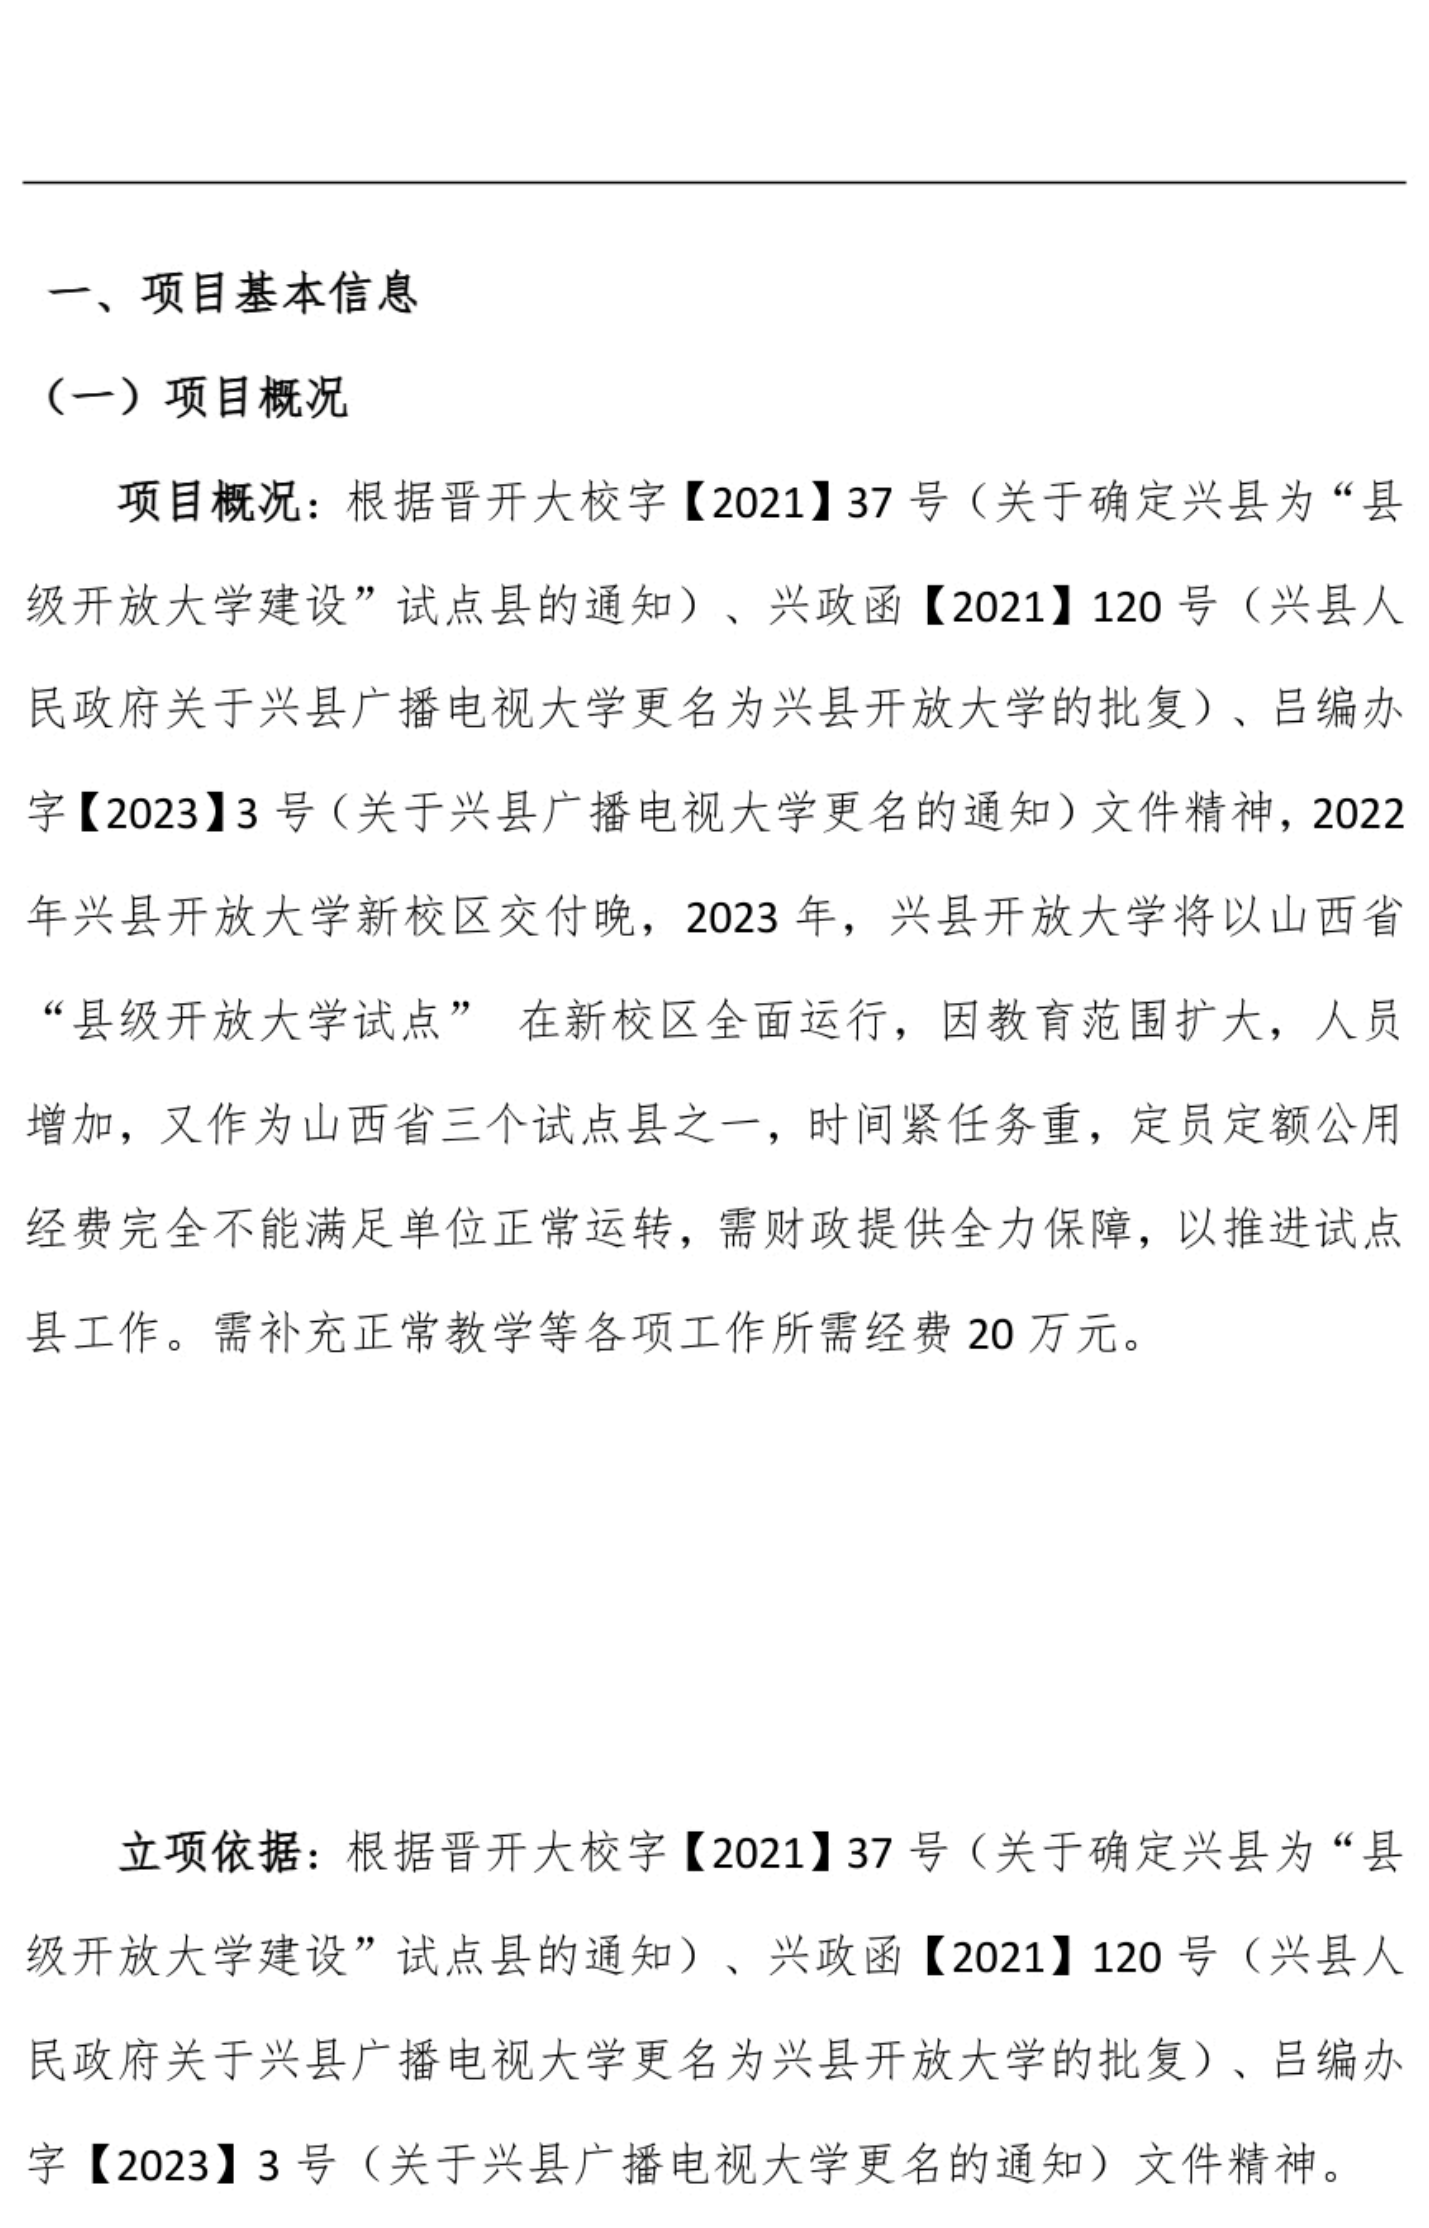 一、项目基本信息
（一）项目概况
项目概况：根据晋开大校字【2021】37 号（关于确定兴县为“县
级开放大学建设”试点县的通知）、兴政函【2021】120 号（兴县人
民政府关于兴县广播电视大学更名为兴县开放大学的批复）、吕编办
字【2023】3 号（关于兴县广播电视大学更名的通知）文件精神，2022
年兴县开放大学新校区交付晚，2023 年，兴县开放大学将以山西省
“县级开放大学试点” 在新校区全面运行，因教育范围扩大，人员
增加，又作为山西省三个试点县之一，时间紧任务重，定员定额公用
经费完全不能满足单位正常运转，需财政提供全力保障，以推进试点
县工作。需补充正常教学等各项工作所需经费 20 万元。
立项依据：根据晋开大校字【2021】37 号（关于确定兴县为“县
级开放大学建设”试点县的通知）、兴政函【2021】120 号（兴县人
民政府关于兴县广播电视大学更名为兴县开放大学的批复）、吕编办
字【2023】3 号（关于兴县广播电视大学更名的通知）文件精神。